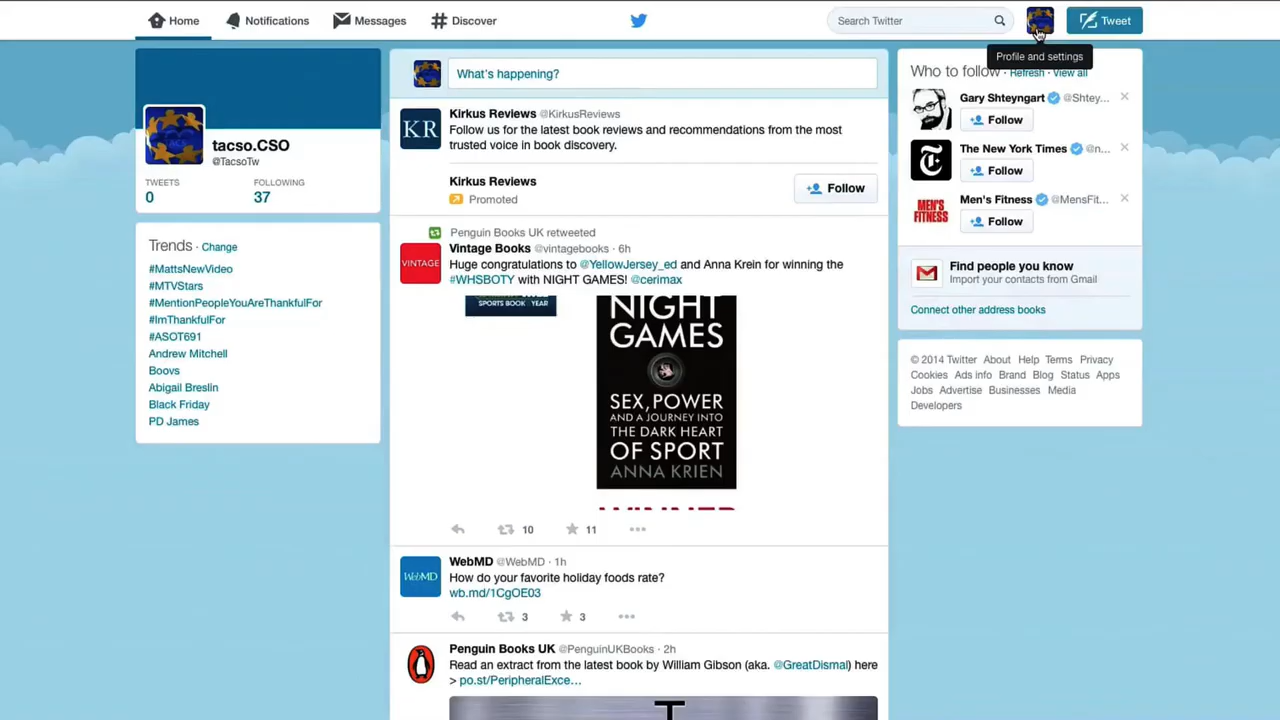 Home
Notifications
Messages
Discover
Search Twitter
Tweet
Profile and settings
tacso.CSO
@TacsoTw
TWEETS
FOLLOWING
0
37
Trends · Change
#MattsNewVideo
#MTVStars
#MentionPeopleYouAreThankfulFor
#ImThankfulFor
#ASOT691
Andrew Mitchell
Boovs
Abigail Breslin
Black Friday
PD James
What's happening?
KR
Kirkus Reviews @KirkusReviews
Follow us for the latest book reviews and recommendations from the most
trusted voice in book discovery.
Kirkus Reviews
Promoted
Follow
Penguin Books UK retweeted
VINTAGE
Vintage Books @vintagebooks · 6h
Huge congratulations to @YellowJersey_ed and Anna Krein for winning the
#WHSBOTY with NIGHT GAMES! @cerimax
SPORTS BOOK YEAR
NIGHT
GAMES
SEX, POWER
AND A JOURNEY INTO
THE DARK HEART
OF SPORT
ANNA KRIEN
WINNER
10
11
WebMD
WebMD @WebMD · 1h
How do your favorite holiday foods rate?
wb.md/1CgOE03
3
3
Penguin Books UK @PenguinUKBooks · 2h
Read an extract from the latest book by William Gibson (aka. @GreatDismal) here
> po.st/PeripheralExce…
Who to follow · Refresh · View all
Gary Shteyngart @Shtey...
Follow
The New York Times @n...
Follow
MEN'S
FITNESS
Men's Fitness @MensFit...
Follow
Find people you know
Import your contacts from Gmail
Connect other address books
© 2014 Twitter About Help Terms Privacy
Cookies Ads info Brand Blog Status Apps
Jobs Advertise Businesses Media
Developers